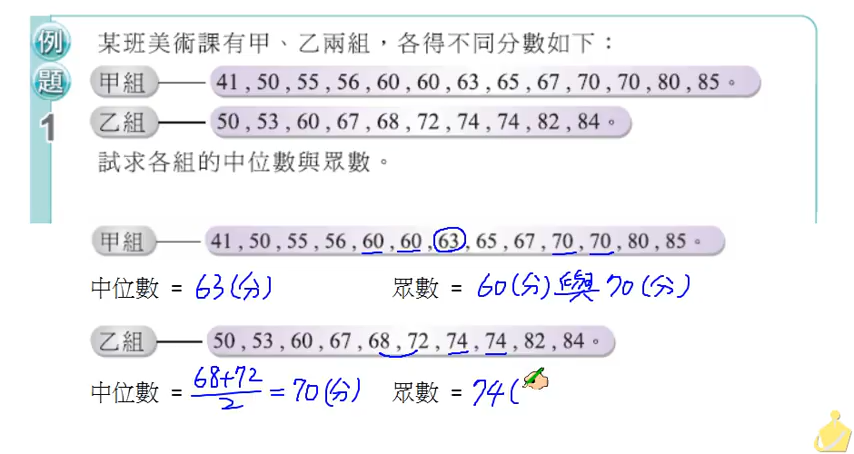 例題1
某班美術課有甲、乙兩組，各得不同分數如下：
甲組 41 , 50 , 55 , 56 , 60 , 60 , 63 , 65 , 67 , 70 , 70 , 80 , 85。
乙組 50 , 53 , 60 , 67 , 68 , 72 , 74 , 74 , 82 , 84。
試求各組的中位數與眾數。
甲組 41 , 50 , 55 , 56 , 60 , 60 , 63 , 65 , 67 , 70 , 70 , 80 , 85。
中位數 = 63(分) 眾數 = 60(分)與70(分)
乙組 50 , 53 , 60 , 67 , 68 , 72 , 74 , 74 , 82 , 84。
中位數 = (68+72)/2 = 70(分) 眾數 = 74(